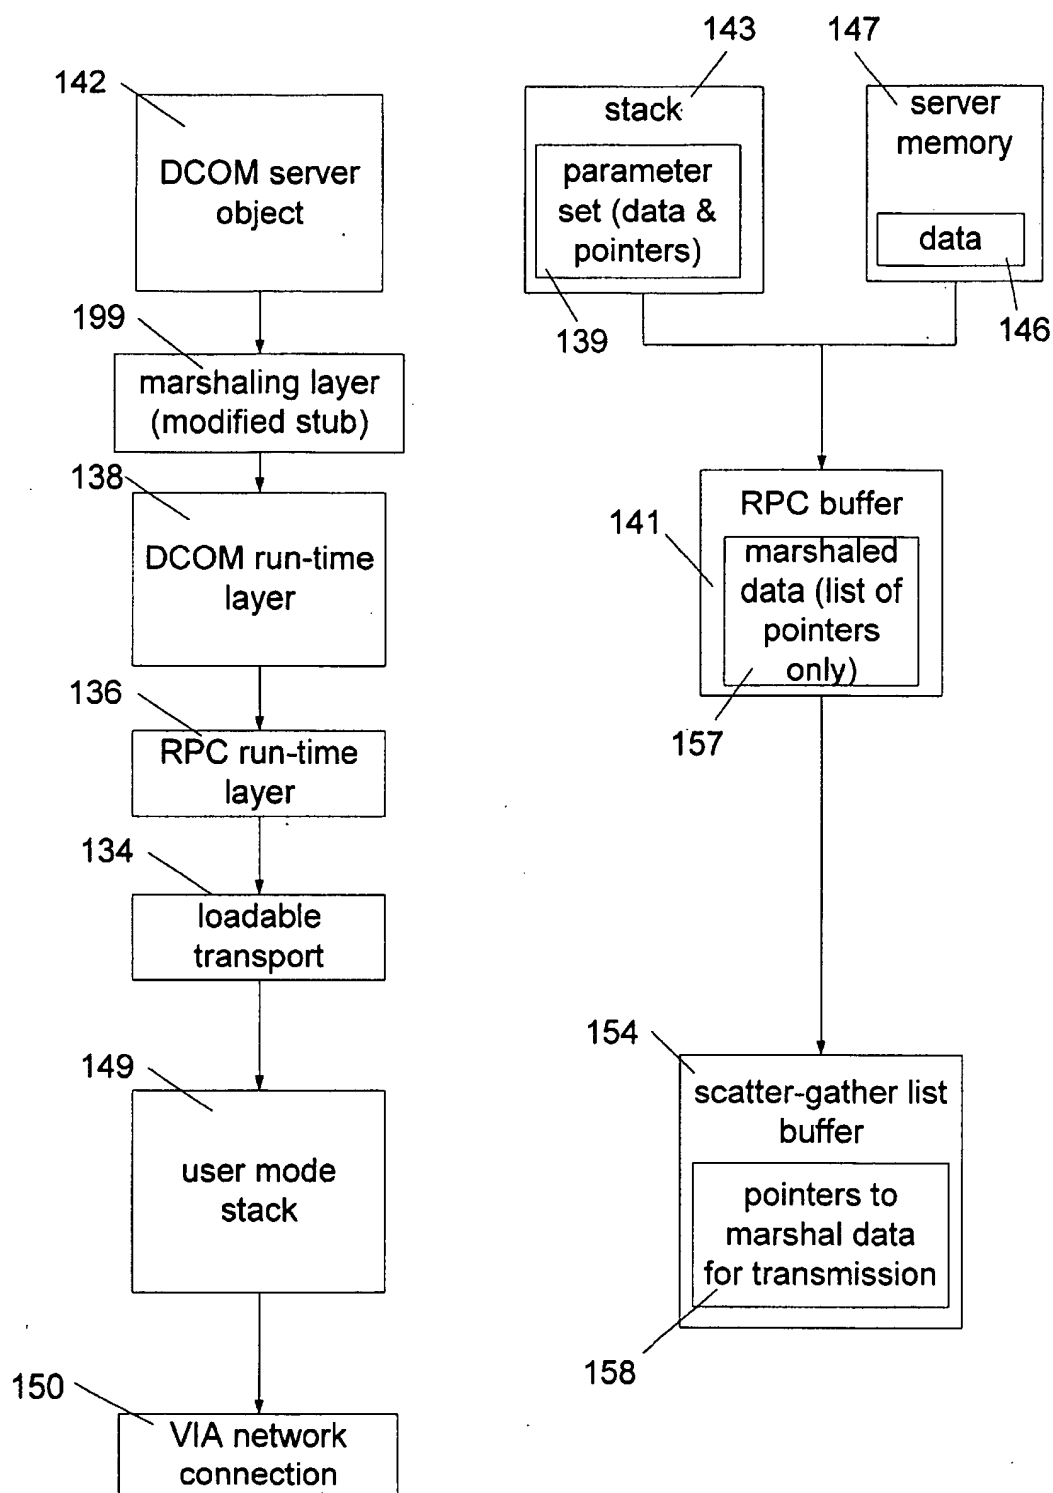 143
147
142
stack
server
memory
DCOM server
object
parameter
set (data &
pointers)
data
199
139
146
marshaling layer
(modified stub)
138
RPC buffer
141
marshaled
data (list of
pointers
only)
DCOM run-time
layer
136
157
RPC run-time
layer
134
loadable
transport
154
149
scatter-gather list
buffer
user mode
stack
pointers to
marshal data
for transmission
158
150
VIA network
connection